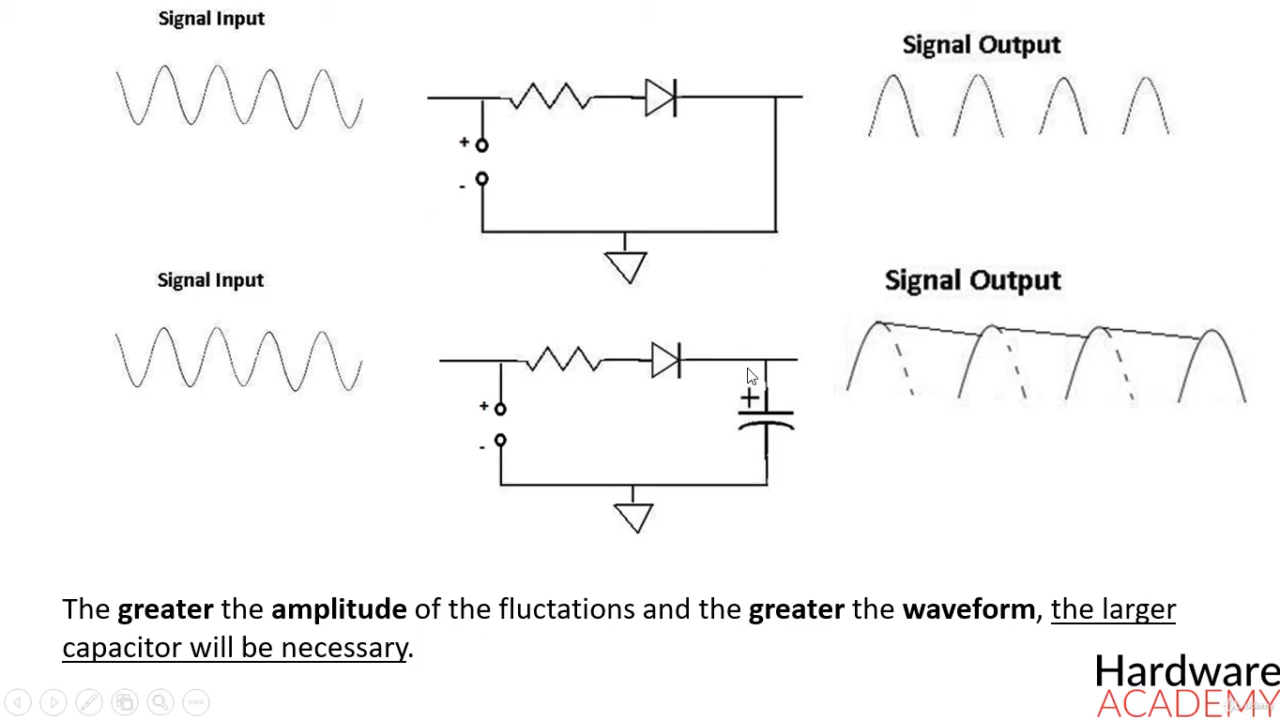 Signal Input
Signal Output
+
-
Signal Input
Signal Output
+
-
+
The greater the amplitude of the fluctations and the greater the waveform, the larger
capacitor will be necessary.
Hardware
ACADEMY